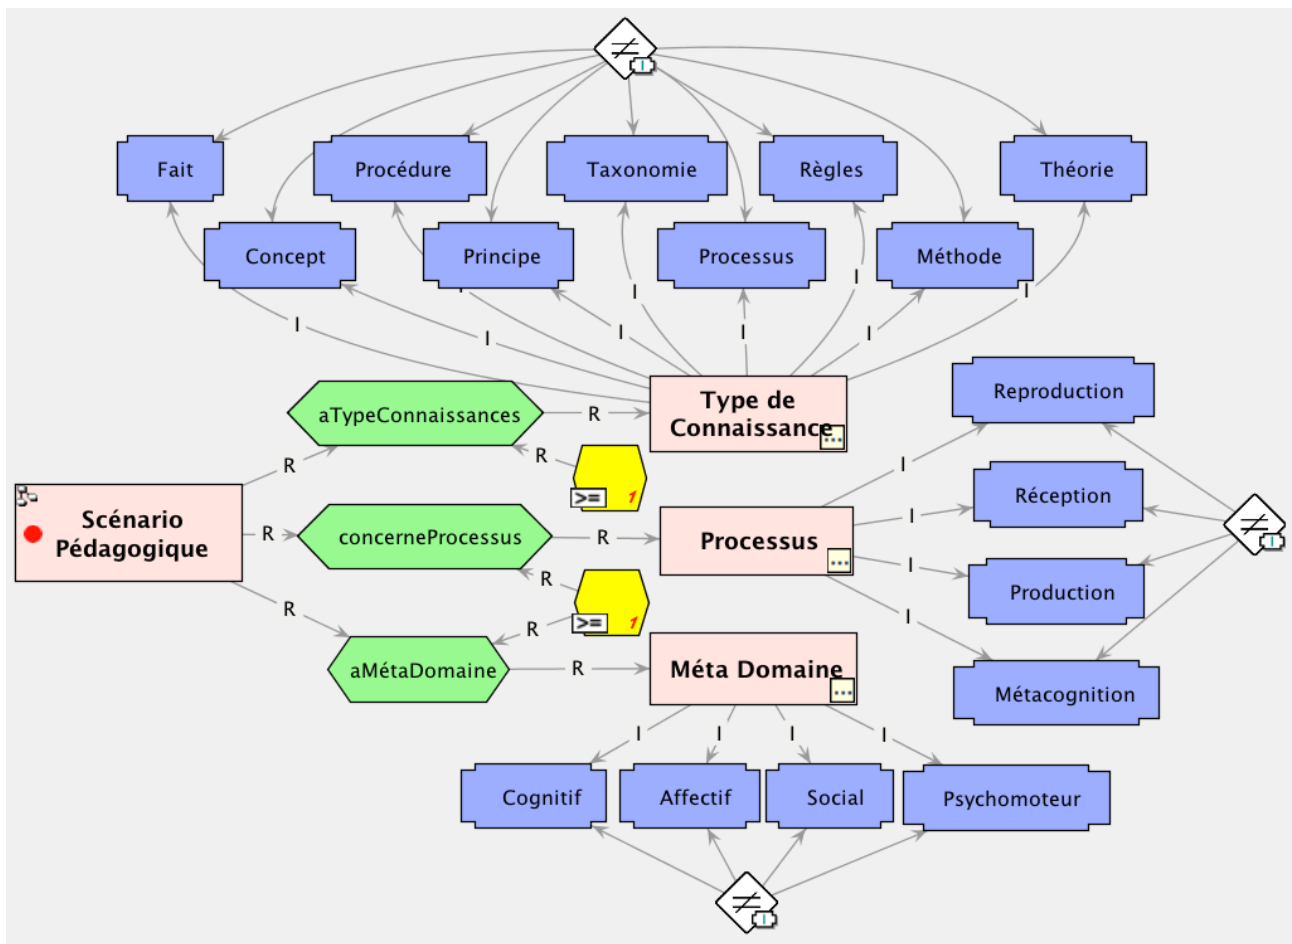 ≠
I
Fait
Procédure
Taxonomie
Règles
Théorie
Concept
Principe
Processus
Méthode
I
I
I
I
I
I
I
I
Type de
Connaissance
...
aTypeConnaissances
R
R
R
>= 1
Scénario
Pédagogique
R
concerneProcessus
R
Processus
...
R
>= 1
R
R
aMétaDomaine
R
Méta Domaine
...
I
Reproduction
I
Réception
I
Production
I
Métacognition
≠
I
I
I
I
I
Cognitif
Affectif
Social
Psychomoteur
≠
I